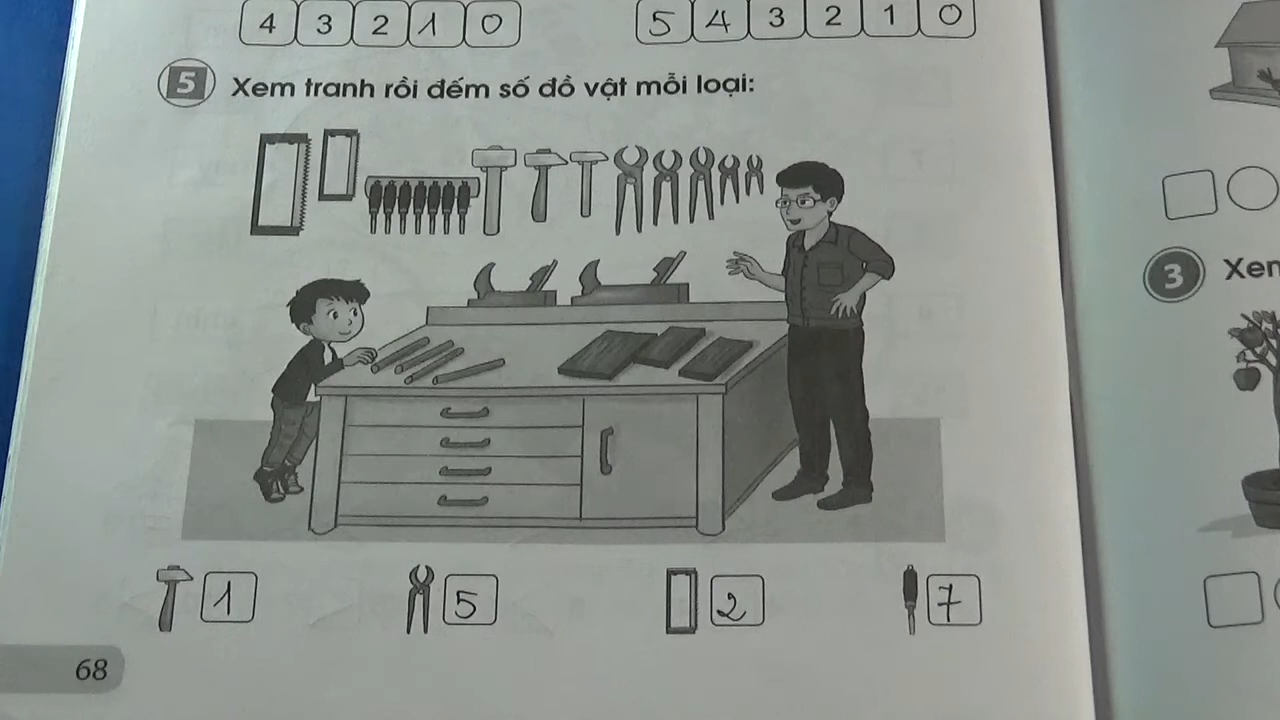 4 3 2 1 0
5 4 3 2 1 0
5 Xem tranh rồi đếm số đồ vật mỗi loại:
3 Xen
1 5 2 7
68